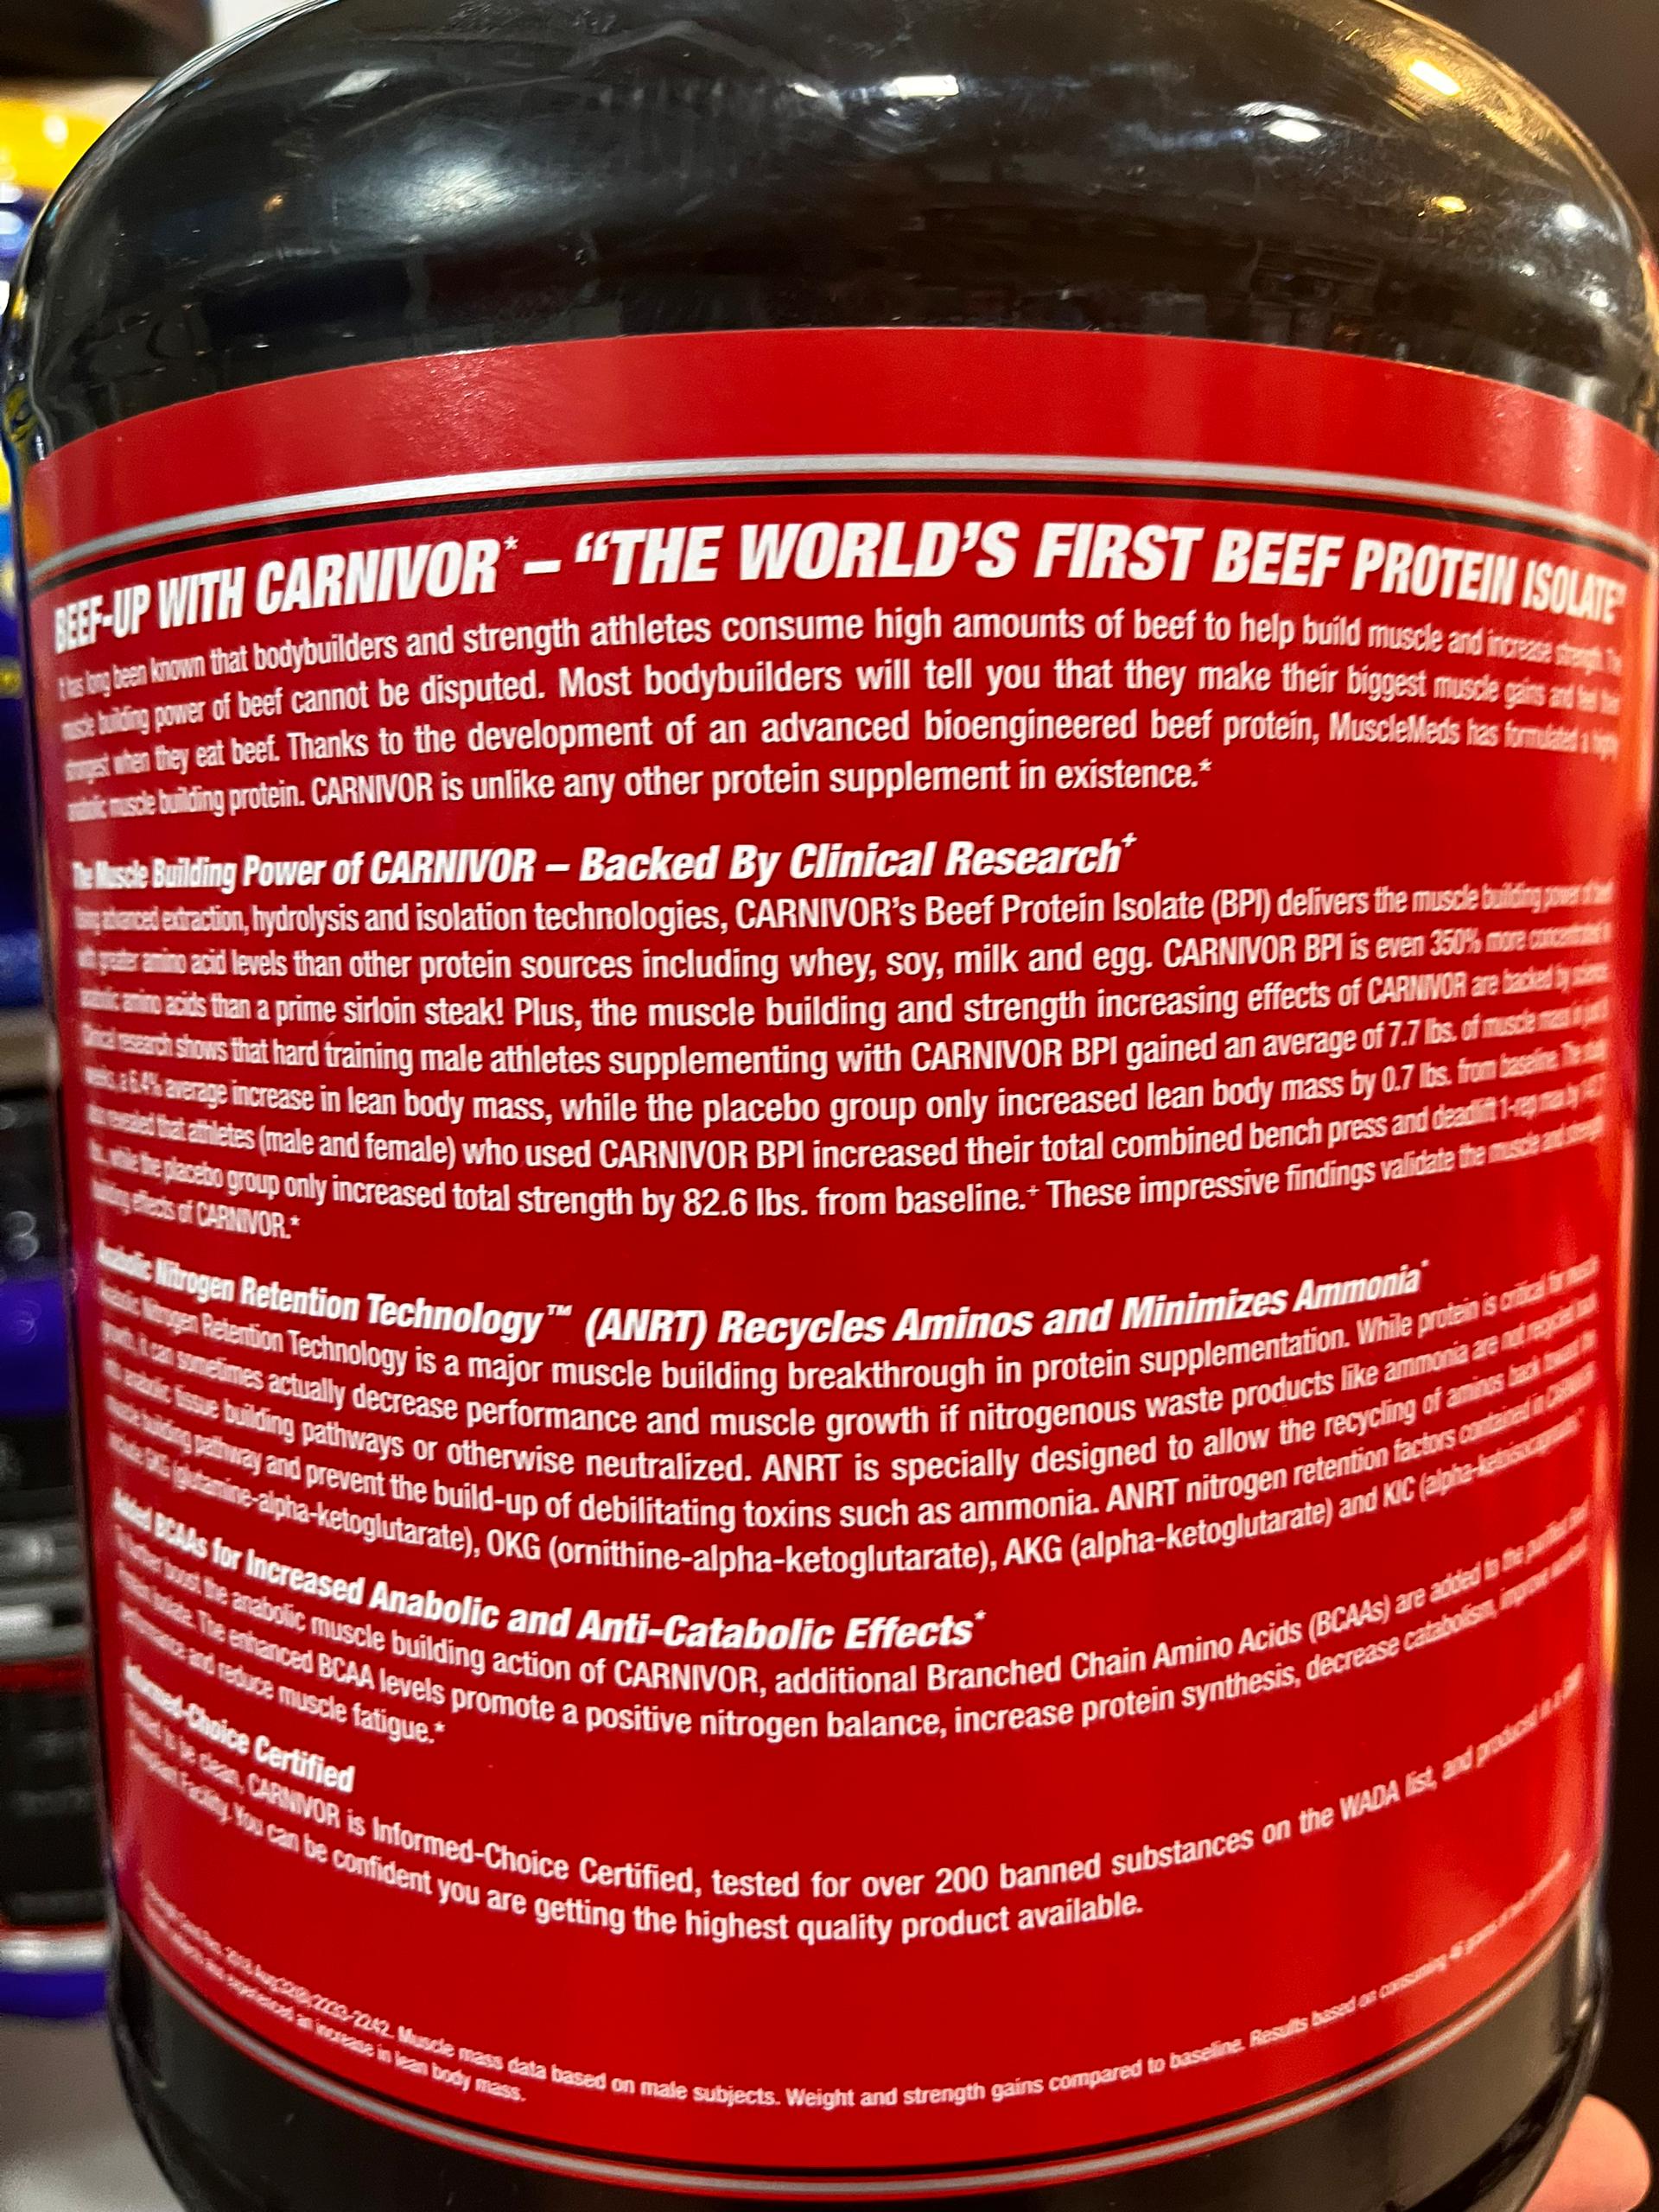 BEEF-UP WITH CARNIVOR* – “THE WORLD’S FIRST BEEF PROTEIN ISOLATE”
It has long been known that bodybuilders and strength athletes consume high amounts of beef to help build muscle and increase strength. The
muscle building power of beef cannot be disputed. Most bodybuilders will tell you that they make their biggest muscle gains and feel their
strongest when they eat beef. Thanks to the development of an advanced bioengineered beef protein, MuscleMeds has formulated a highly
anabolic muscle building protein. CARNIVOR is unlike any other protein supplement in existence.*
The Muscle Building Power of CARNIVOR – Backed By Clinical Research+
Using advanced extraction, hydrolysis and isolation technologies, CARNIVOR’s Beef Protein Isolate (BPI) delivers the muscle building power of beef
with greater amino acid levels than other protein sources including whey, soy, milk and egg. CARNIVOR BPI is even 350% more concentrated in
anabolic amino acids than a prime sirloin steak! Plus, the muscle building and strength increasing effects of CARNIVOR are backed by science.
Clinical research shows that hard training male athletes supplementing with CARNIVOR BPI gained an average of 7.7 lbs. of muscle mass in just
weeks, a 6.4% average increase in lean body mass, while the placebo group only increased lean body mass by 0.7 lbs. from baseline. The study
also revealed that athletes (male and female) who used CARNIVOR BPI increased their total combined bench press and deadlift 1-rep max by
lbs., while the placebo group only increased total strength by 82.6 lbs. from baseline.+ These impressive findings validate the muscle and strength
building effects of CARNIVOR.*
Anabolic Nitrogen Retention Technology™ (ANRT) Recycles Aminos and Minimizes Ammonia*
Anabolic Nitrogen Retention Technology is a major muscle building breakthrough in protein supplementation. While protein is critical for muscle
growth, it can sometimes actually decrease performance and muscle growth if nitrogenous waste products like ammonia are not recycled back
into anabolic tissue building pathways or otherwise neutralized. ANRT is specially designed to allow the recycling of aminos back toward the
muscle building pathway and prevent the build-up of debilitating toxins such as ammonia. ANRT nitrogen retention factors contained in CARNIVOR
include GKG (glutamine-alpha-ketoglutarate), OKG (ornithine-alpha-ketoglutarate), AKG (alpha-ketoglutarate) and KIC (alpha-ketoisocaproate).*
Added BCAAs for Increased Anabolic and Anti-Catabolic Effects*
To further boost the anabolic muscle building action of CARNIVOR, additional Branched Chain Amino Acids (BCAAs) are added to the purified beef
protein isolate. The enhanced BCAA levels promote a positive nitrogen balance, increase protein synthesis, decrease catabolism, improve workout
performance and reduce muscle fatigue.*
Informed-Choice Certified
Tested to be clean, CARNIVOR is Informed-Choice Certified, tested for over 200 banned substances on the WADA list, and produced in a
Compliant Facility. You can be confident you are getting the highest quality product available.
2018 Aug;32(8):2233-2242. Muscle mass data based on male subjects. Weight and strength gains compared to baseline. Results based on consuming 46 grams of
and experienced an increase in lean body mass.